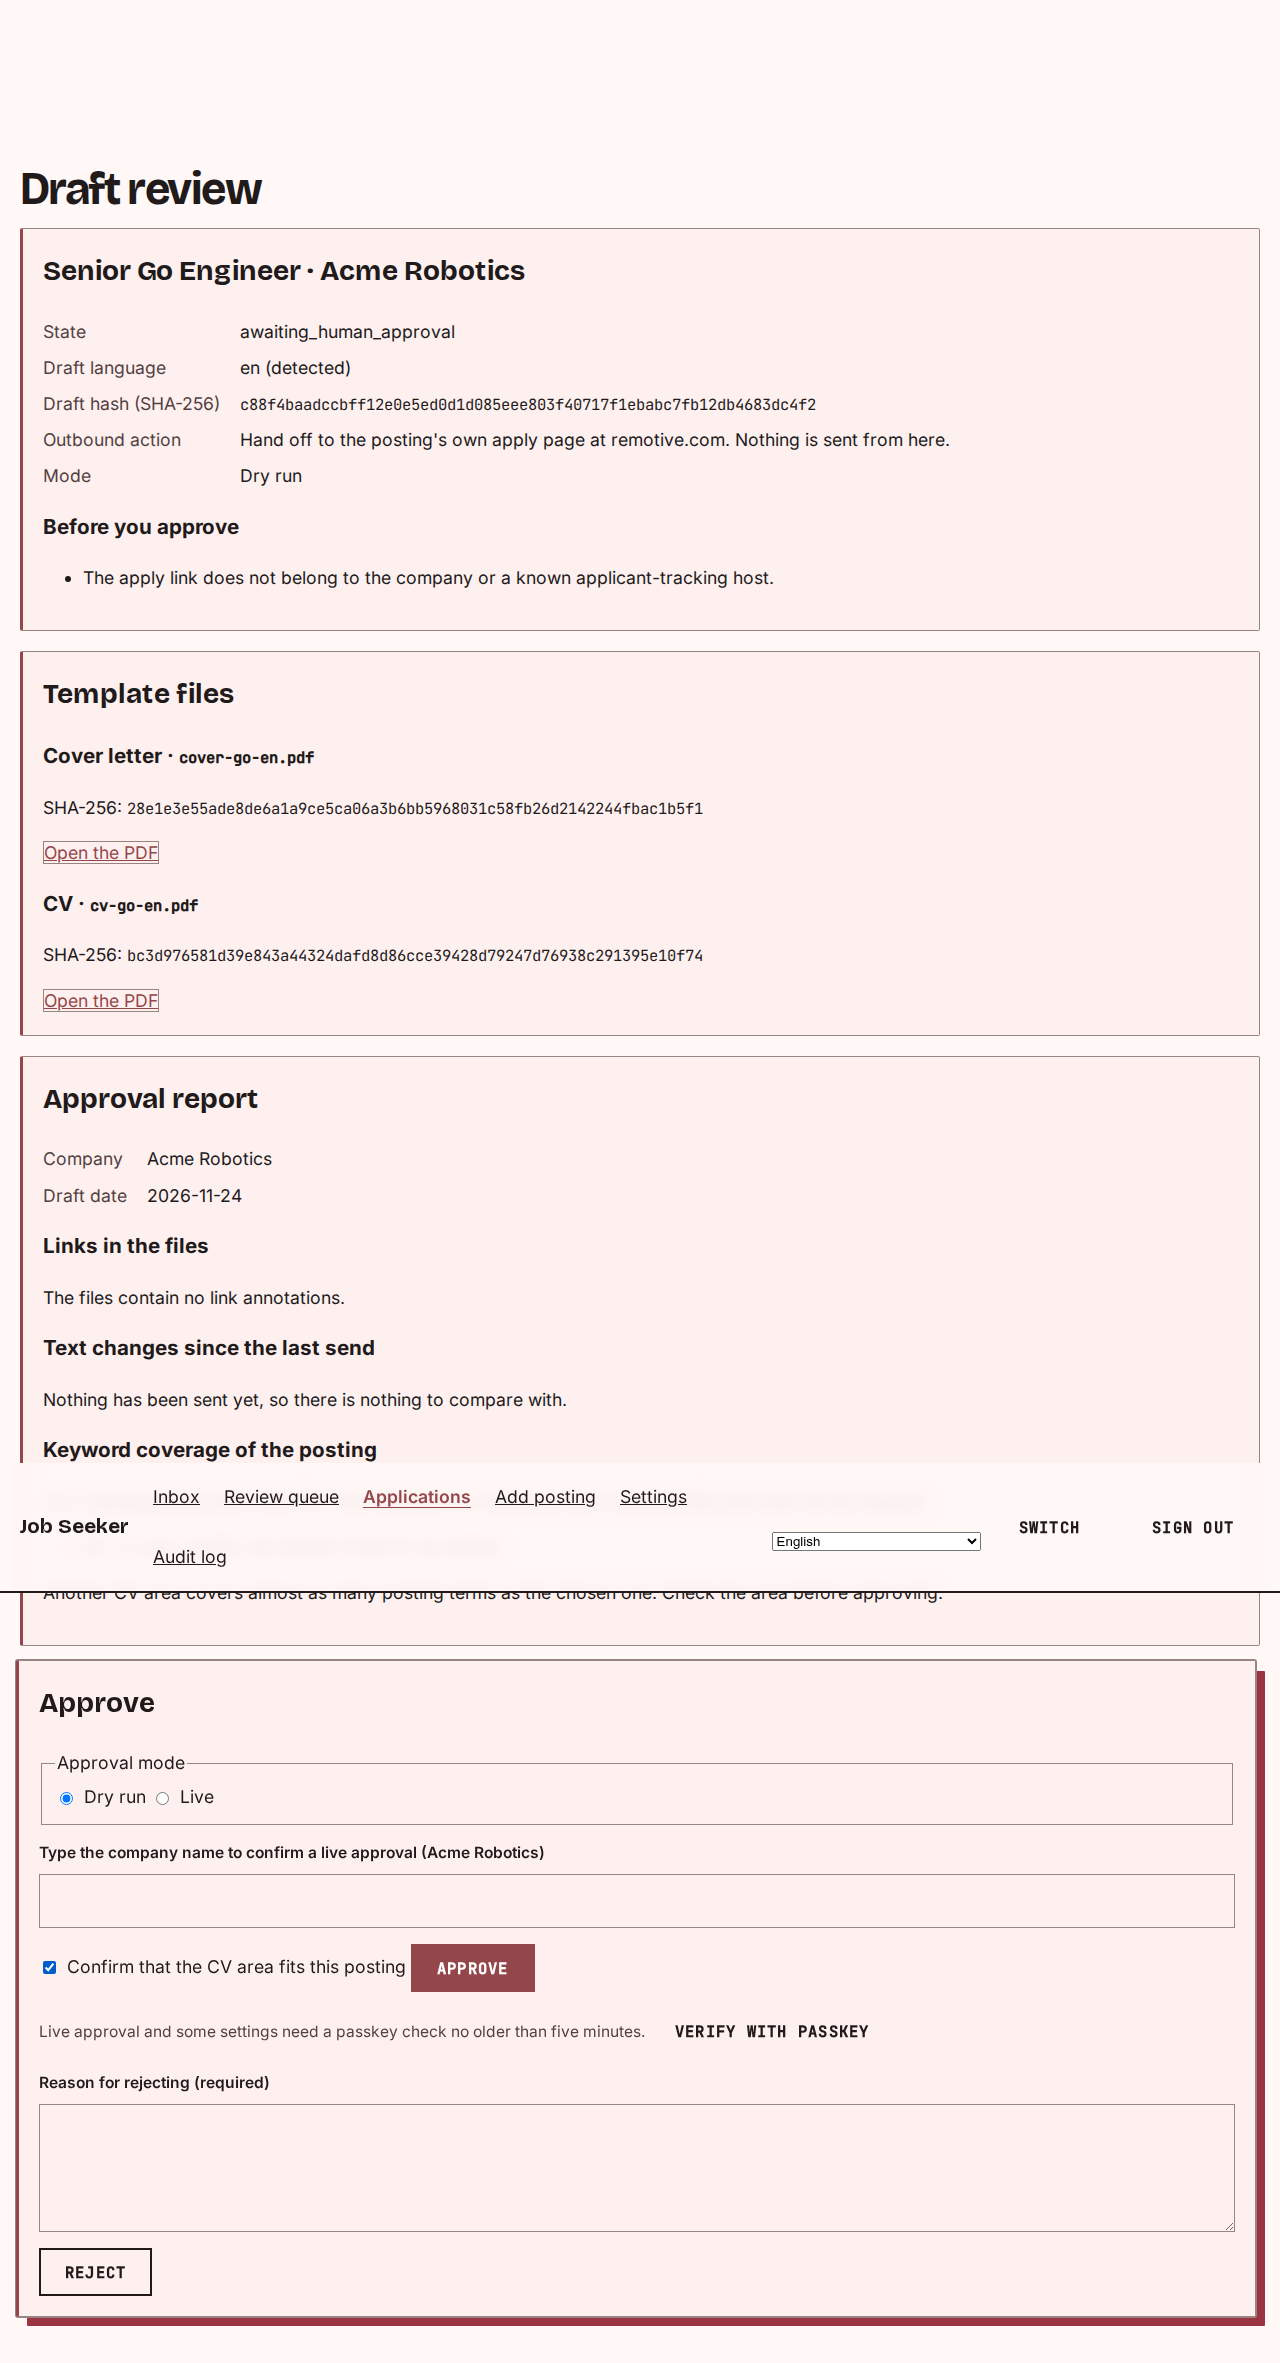 Draft review
Senior Go Engineer · Acme Robotics
State awaiting_human_approval
Draft language en (detected)
Draft hash (SHA-256) c88f4baadccbff12e0e5ed0d1d085eee803f40717f1ebabc7fb12db4683dc4f2
Outbound action Hand off to the posting's own apply page at remotive.com. Nothing is sent from here.
Mode Dry run
Before you approve
The apply link does not belong to the company or a known applicant-tracking host.
Template files
Cover letter · cover-go-en.pdf
SHA-256: 28e1e3e55ade8de6a1a9ce5ca06a3b6bb5968031c58fb26d2142244fbac1b5f1
Open the PDF
CV · cv-go-en.pdf
SHA-256: bc3d976581d39e843a44324dafd8d86cce39428d79247d76938c291395e10f74
Open the PDF
Approval report
Company Acme Robotics
Draft date 2026-11-24
Links in the files
The files contain no link annotations.
Text changes since the last send
Nothing has been sent yet, so there is nothing to compare with.
Keyword coverage of the posting
Inbox Review queue Applications Add posting Settings
Job Seeker English SWITCH SIGN OUT
Audit log
Another CV area covers almost as many posting terms as the chosen one. Check the area before approving.
Approve
Approval mode
Dry run Live
Type the company name to confirm a live approval (Acme Robotics)
Confirm that the CV area fits this posting APPROVE
Live approval and some settings need a passkey check no older than five minutes. VERIFY WITH PASSKEY
Reason for rejecting (required)
REJECT